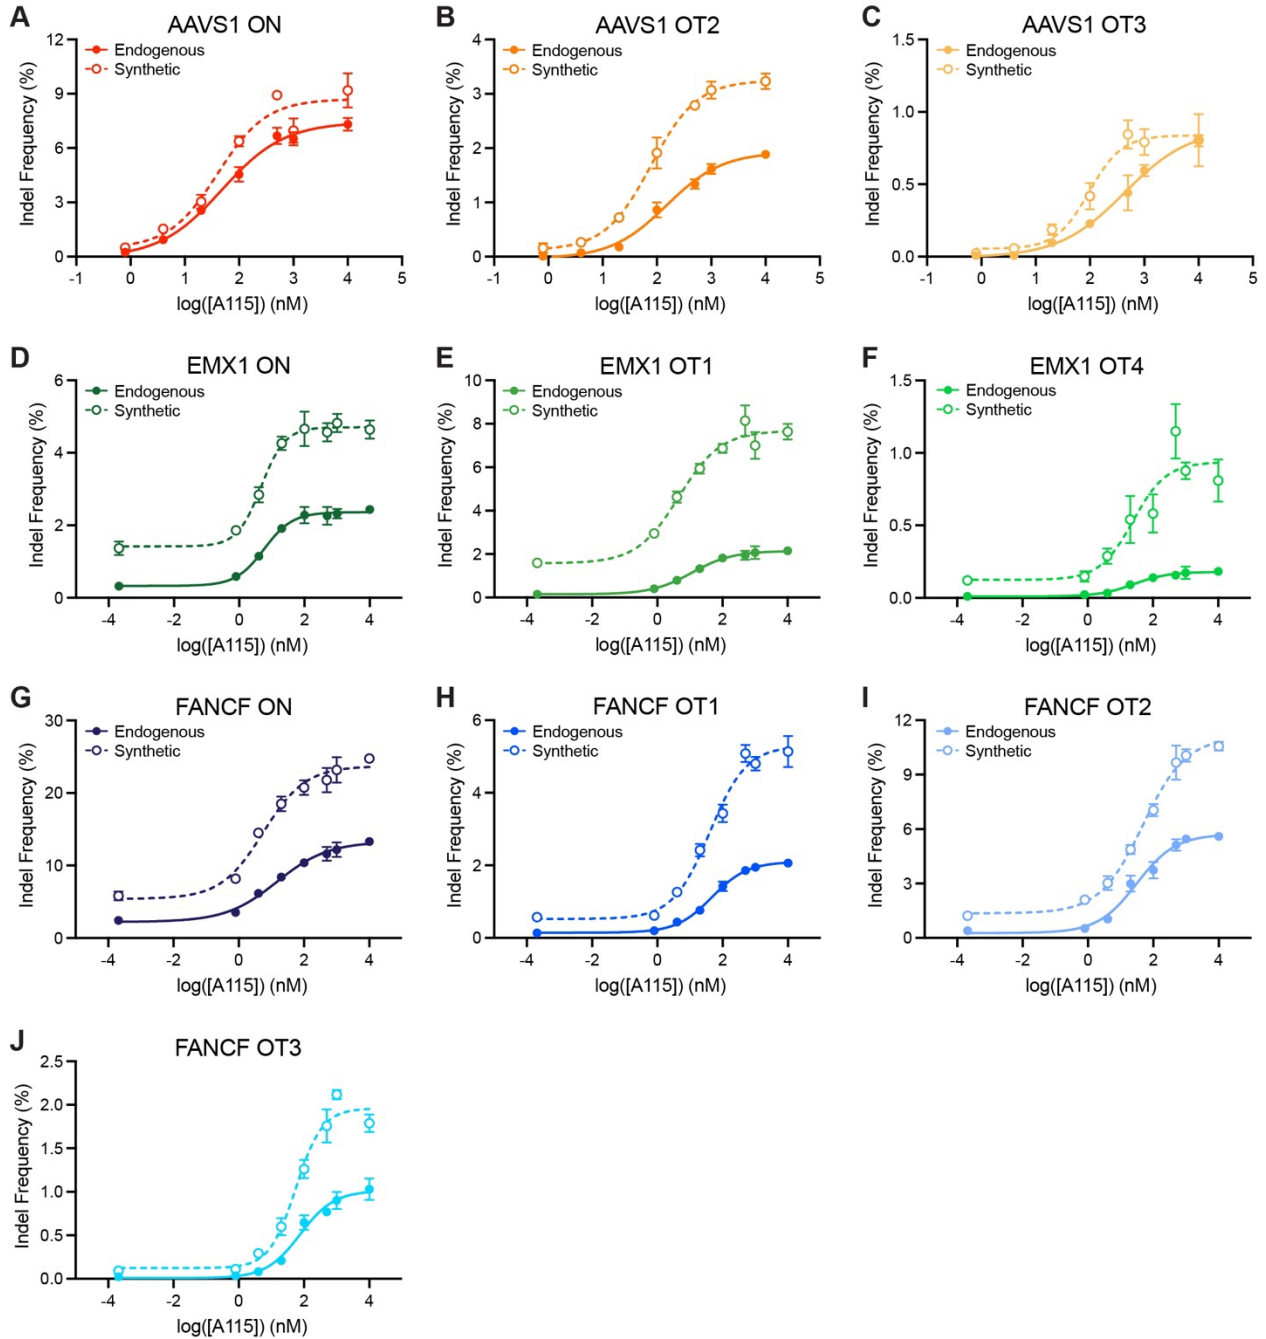 A
AAVS1 ON
Endogenous
Synthetic
Indel Frequency (%)
12
9
6
3
0
-1 0 1 2 3 4 5
log([A115]) (nM)
B
AAVS1 OT2
Endogenous
Synthetic
Indel Frequency (%)
4
3
2
1
0
-1 0 1 2 3 4 5
log([A115]) (nM)
C
AAVS1 OT3
Endogenous
Synthetic
Indel Frequency (%)
1.5
1.0
0.5
0.0
-1 0 1 2 3 4 5
log([A115]) (nM)
D
EMX1 ON
Endogenous
Synthetic
Indel Frequency (%)
6
4
2
0
-4 -2 0 2 4
log([A115]) (nM)
E
EMX1 OT1
Endogenous
Synthetic
Indel Frequency (%)
10
8
6
4
2
0
-4 -2 0 2 4
log([A115]) (nM)
F
EMX1 OT4
Endogenous
Synthetic
Indel Frequency (%)
1.5
1.0
0.5
0.0
-4 -2 0 2 4
log([A115]) (nM)
G
FANCF ON
Endogenous
Synthetic
Indel Frequency (%)
30
20
10
0
-4 -2 0 2 4
log([A115]) (nM)
H
FANCF OT1
Endogenous
Synthetic
Indel Frequency (%)
6
4
2
0
-4 -2 0 2 4
log([A115]) (nM)
I
FANCF OT2
Endogenous
Synthetic
Indel Frequency (%)
12
9
6
3
0
-4 -2 0 2 4
log([A115]) (nM)
J
FANCF OT3
Endogenous
Synthetic
Indel Frequency (%)
2.5
2.0
1.5
1.0
0.5
0.0
-4 -2 0 2 4
log([A115]) (nM)